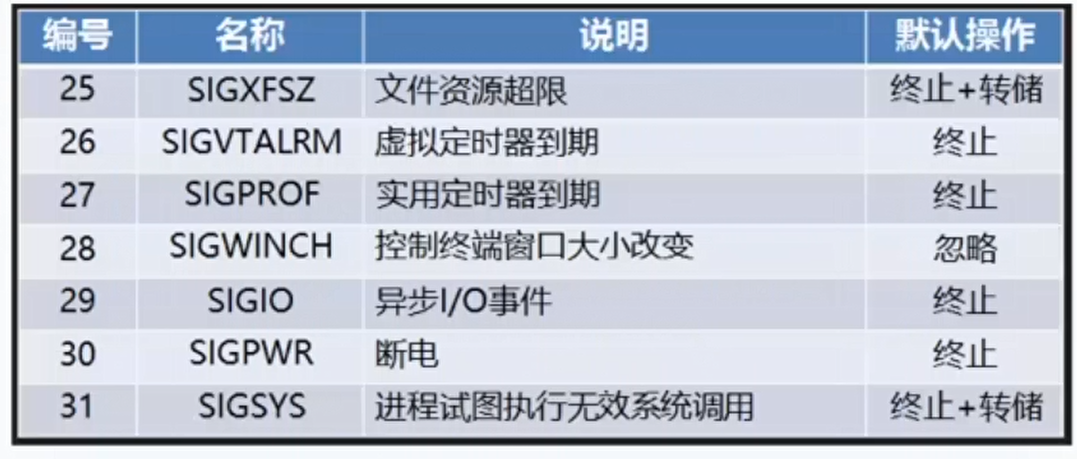 编号 名称 说明 默认操作
25 SIGXFSZ 文件资源超限 终止+转储
26 SIGVTALRM 虚拟定时器到期 终止
27 SIGPROF 实用定时器到期 终止
28 SIGWINCH 控制终端窗口大小改变 忽略
29 SIGIO 异步I/O事件 终止
30 SIGPWR 断电 终止
31 SIGSYS 进程试图执行无效系统调用 终止+转储